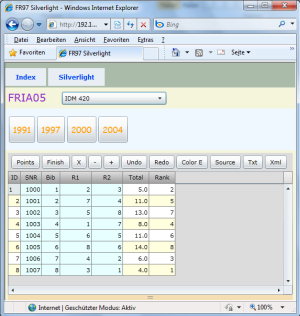 FR97 Silverlight - Windows Internet Explorer
http://192.1
Bing
Datei Bearbeiten Ansicht Favoriten Extras ?
Favoriten FR97 Silverlight Seite
Index Silverlight
FRIA05 IDM 420
1991 1997 2000 2004
Points Finish X - + Undo Redo Color E Source Txt Xml
ID SNR Bib R1 R2 Total Rank
1 1000 1 2 3 5.0 2
2 1001 2 7 4 11.0 5
3 1002 3 5 8 13.0 7
4 1003 4 1 7 8.0 4
5 1004 5 6 5 11.0 6
6 1005 6 8 6 14.0 8
7 1006 7 4 2 6.0 3
8 1007 8 3 1 4.0 1
Internet | Geschützter Modus: Aktiv 100%